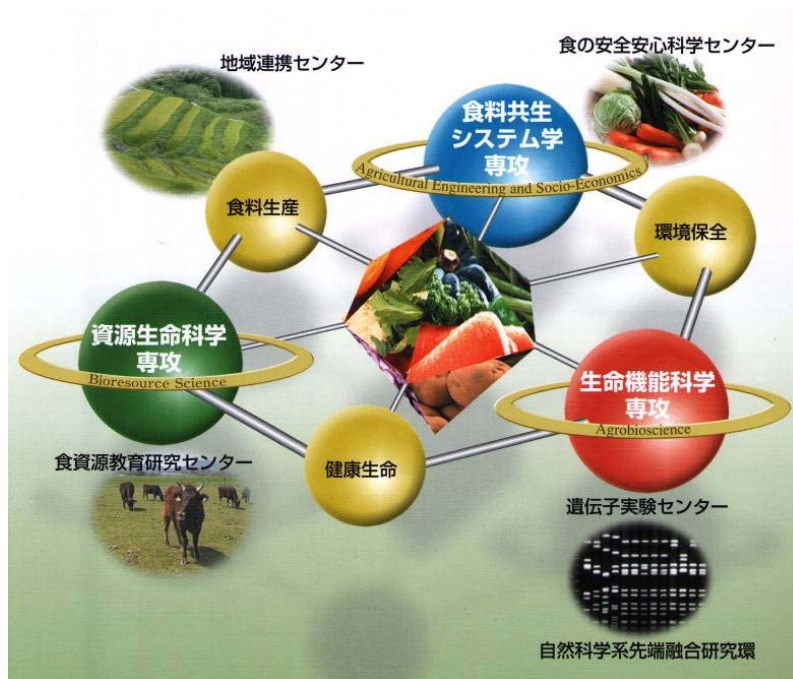 地域連携センター
食の安全安心科学センター
食料共生
システム学
専攻
Agricultural Engineering and Socio-Economics
食料生産
環境保全
資源生命科学
専攻
Bioresource Science
生命機能科学
専攻
Agrobioscience
健康生命
食資源教育研究センター
遺伝子実験センター
自然科学系先端融合研究環